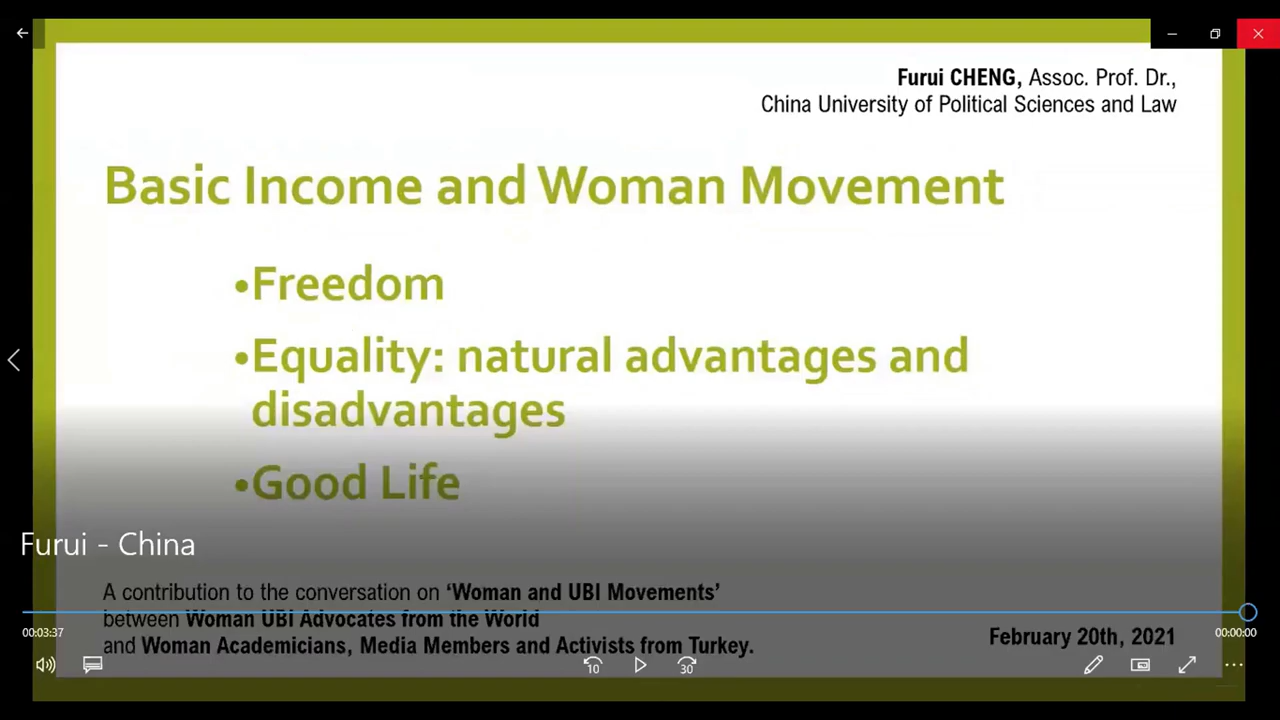 Furui CHENG, Assoc. Prof. Dr.,
China University of Political Sciences and Law
Basic Income and Woman Movement
•Freedom
•Equality: natural advantages and
disadvantages
•Good Life
Furui - China
A contribution to the conversation on ‘Woman and UBI Movements’
between Woman UBI Advocates from the World
and Woman Academicians, Media Members and Activists from Turkey.
February 20th, 2021
00:03:37
00:00:00
10
30